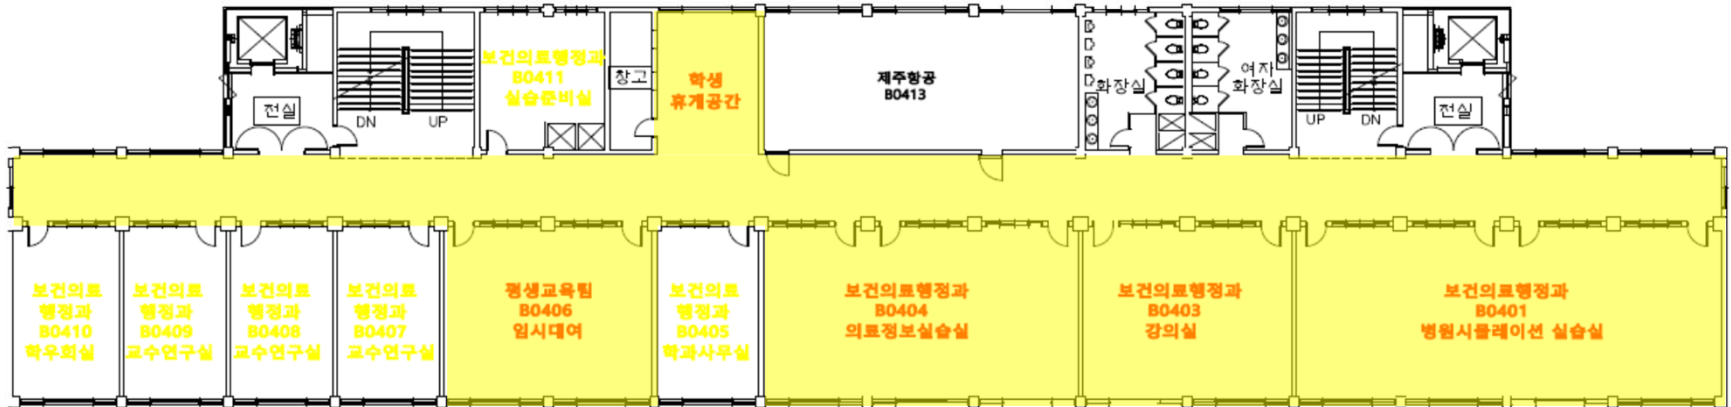 보건의료행정과
B0411
실습준비실
창고
학생
휴게공간
제주항공
B0413
화장실
여자
화장실
전실
DN
UP
UP
DN
전실
보건의료
행정과
B0410
학우회실
보건의료
행정과
B0409
교수연구실
보건의료
행정과
B0408
교수연구실
보건의료
행정과
B0407
교수연구실
평생교육팀
B0406
임시대여
보건의료
행정과
B0405
학과사무실
보건의료행정과
B0404
의료정보실습실
보건의료행정과
B0403
강의실
보건의료행정과
B0401
병원시뮬레이션 실습실